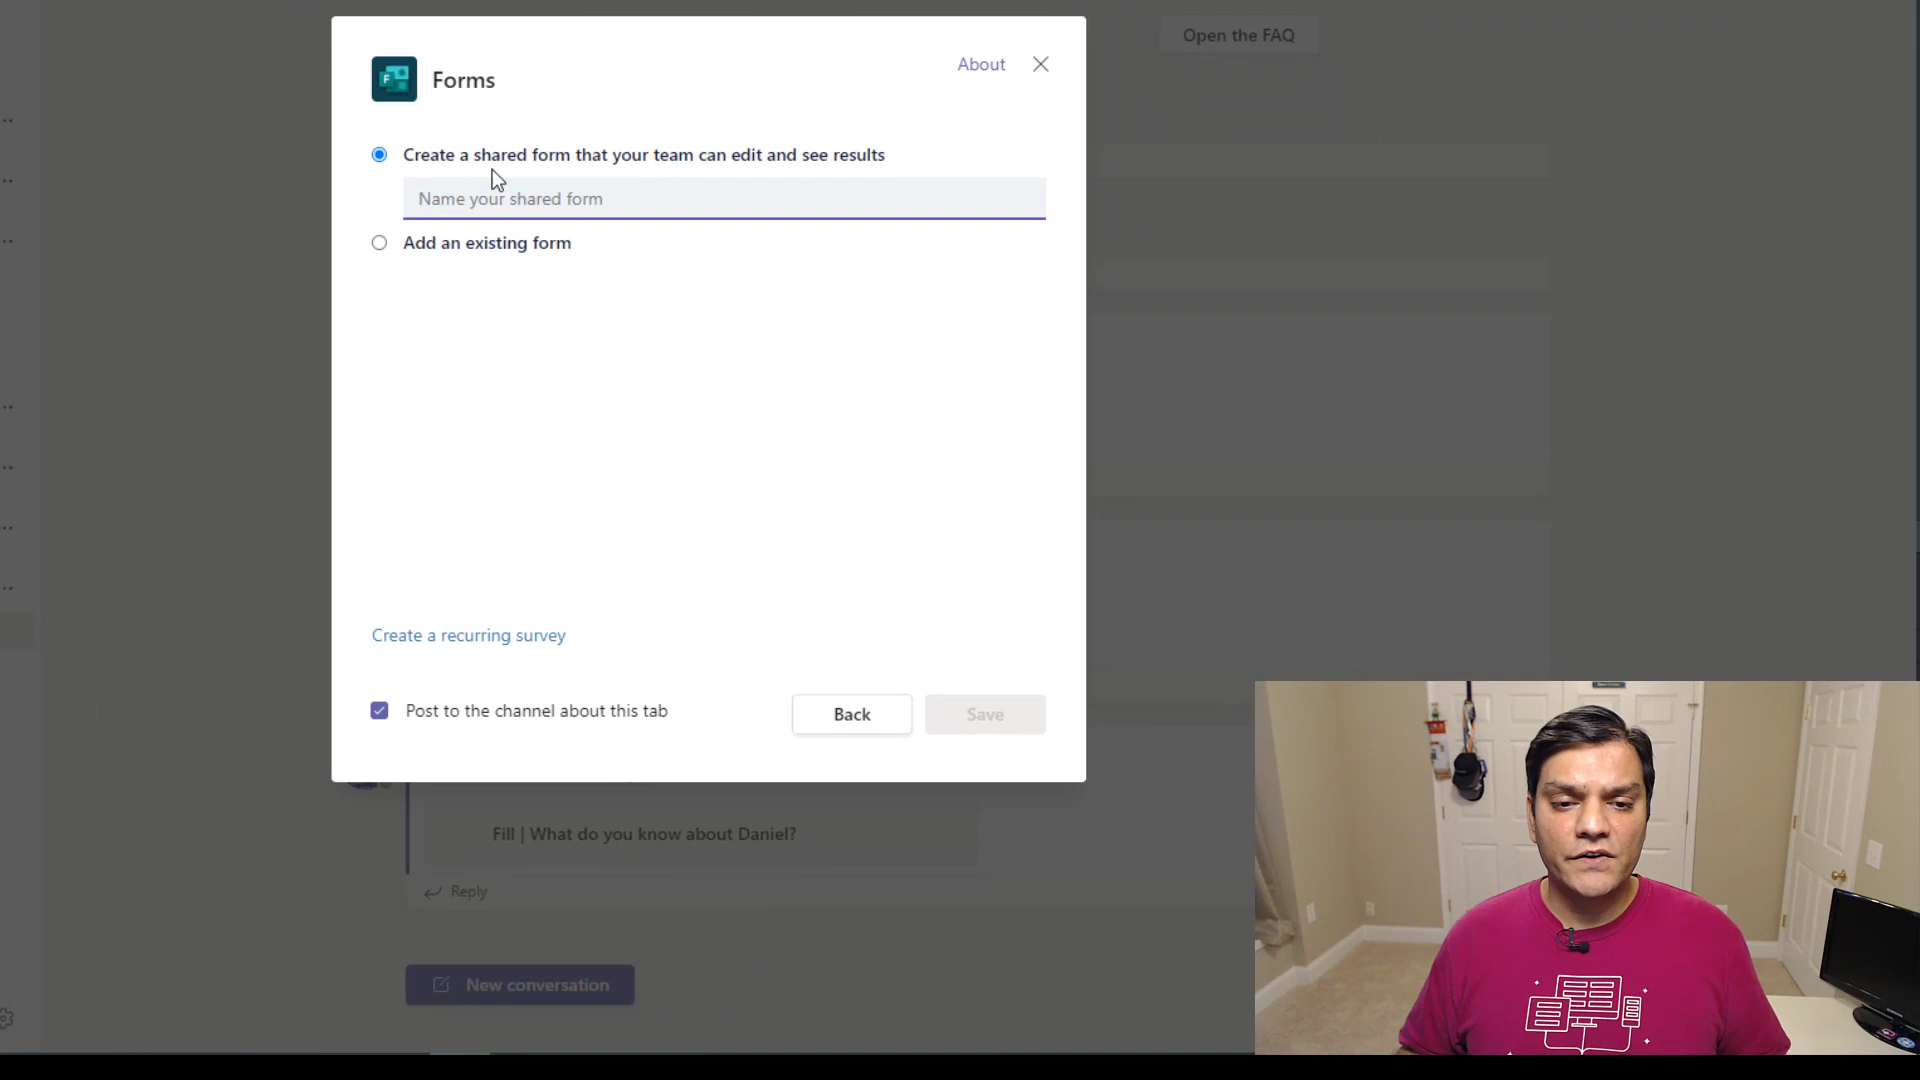 Open the FAQ
Forms
About
Create a shared form that your team can edit and see results
Name your shared form
Add an existing form
Create a recurring survey
Post to the channel about this tab
Back
Save
Fill | What do you know about Daniel?
Reply
New conversation